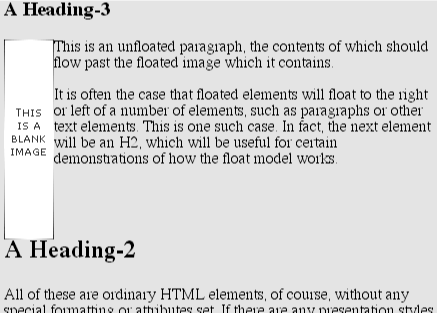 A Heading-3
This is an unfloated paragraph, the contents of which should
flow past the floated image which it contains.
It is often the case that floated elements will float to the right
or left of a number of elements, such as paragraphs or other
text elements. This is one such case. In fact, the next element
will be an H2, which will be useful for certain
demonstrations of how the float model works.
THIS
IS A
BLANK
IMAGE
A Heading-2
All of these are ordinary HTML elements, of course, without any
special formatting or attributes set. If there are any presentation styles